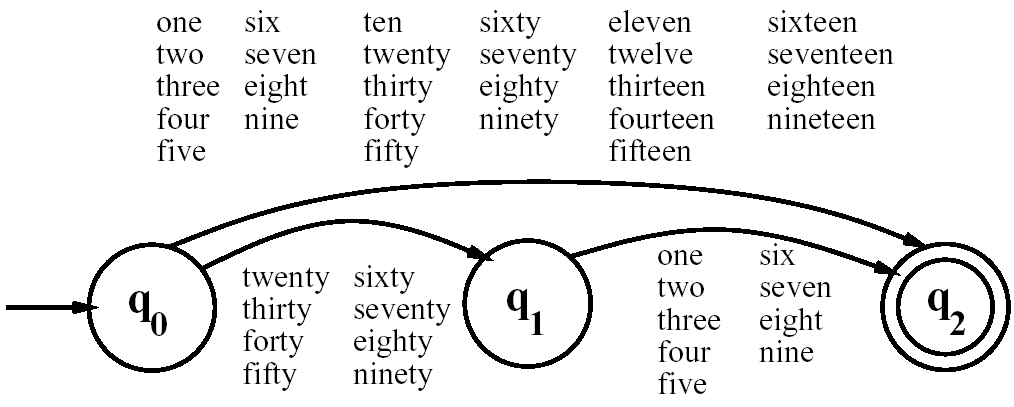 one six ten sixty eleven sixteen
two seven twenty seventy twelve seventeen
three eight thirty eighty thirteen eighteen
four nine forty ninety fourteen nineteen
five fifty fifteen
q0
twenty sixty
thirty seventy
forty eighty
fifty ninety
q1
one six
two seven
three eight
four nine
five
q2